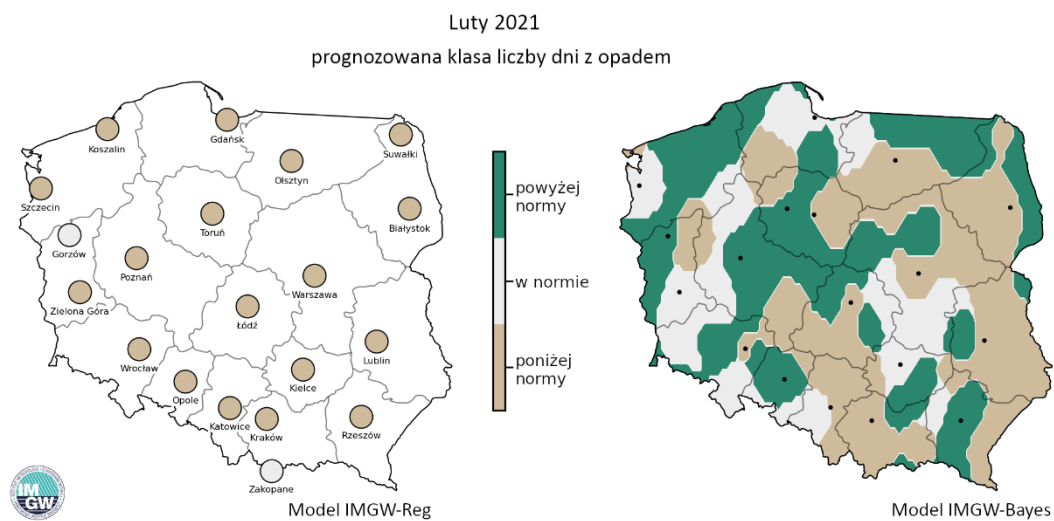 Luty 2021
prognozowana klasa liczby dni z opadem
Koszalin
Gdańsk
Suwałki
Olsztyn
Szczecin
Białystok
Toruń
Gorzów
Poznań
Warszawa
Zielona Góra
Łódź
Lublin
Wrocław
Kielce
Opole
Katowice
Kraków
Rzeszów
Zakopane
powyżej
normy
w normie
poniżej
normy
IM
GW
Model IMGW-Reg
Model IMGW-Bayes